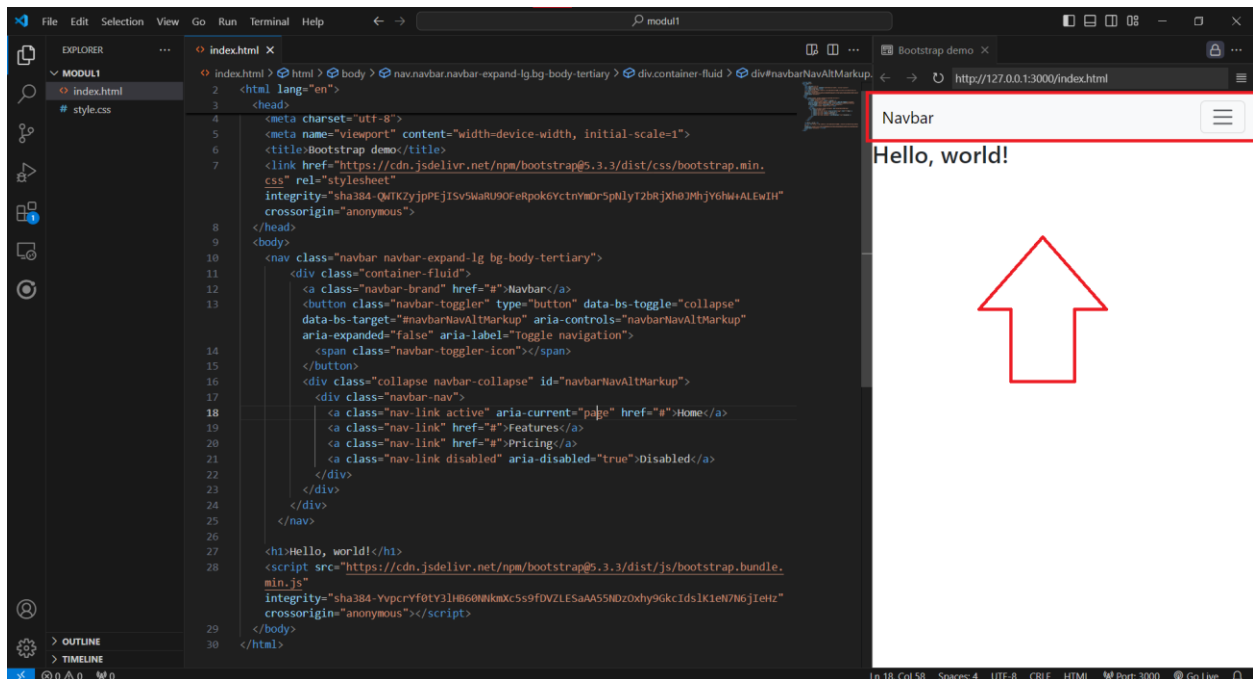 File Edit Selection View Go Run Terminal Help
modul1
EXPLORER
MODUL1
index.html
style.css
OUTLINE
TIMELINE
index.html
index.html > html > body > nav.navbar.navbar-expand-lg.bg-body-tertiary > div.container-fluid > div#navbarNavAltMarkup.
2 <html lang="en">
3 <head>
4 <meta charset="utf-8">
5 <meta name="viewport" content="width=device-width, initial-scale=1">
6 <title>Bootstrap demo</title>
7 <link href="https://cdn.jsdelivr.net/npm/bootstrap@5.3.3/dist/css/bootstrap.min.
css" rel="stylesheet"
integrity="sha384-QWTKZyjpPEjISv5WaRU9OFeRpok6YctnYmDr5pNlyT2bRjXh0JMhjY6hW+ALEwIH"
crossorigin="anonymous">
8 </head>
9 <body>
10 <nav class="navbar navbar-expand-lg bg-body-tertiary">
11 <div class="container-fluid">
12 <a class="navbar-brand" href="#">Navbar</a>
13 <button class="navbar-toggler" type="button" data-bs-toggle="collapse"
data-bs-target="#navbarNavAltMarkup" aria-controls="navbarNavAltMarkup"
aria-expanded="false" aria-label="Toggle navigation">
14 <span class="navbar-toggler-icon"></span>
15 </button>
16 <div class="collapse navbar-collapse" id="navbarNavAltMarkup">
17 <div class="navbar-nav">
18 <a class="nav-link active" aria-current="page" href="#">Home</a>
19 <a class="nav-link" href="#">Features</a>
20 <a class="nav-link" href="#">Pricing</a>
21 <a class="nav-link disabled" aria-disabled="true">Disabled</a>
22 </div>
23 </div>
24 </div>
25 </nav>
26
27 <h1>Hello, world!</h1>
28 <script src="https://cdn.jsdelivr.net/npm/bootstrap@5.3.3/dist/js/bootstrap.bundle.
min.js"
integrity="sha384-YvpcrYf0tY3lHB60NNkmXc5s9fDVZLESaAA55NDzOxhy9GkcIdslK1eN7N6jIeHz"
crossorigin="anonymous"></script>
29 </body>
30 </html>
Bootstrap demo
http://127.0.0.1:3000/index.html
Navbar
Hello, world!
0 0 0
Ln 18, Col 58 Spaces: 4 UTF-8 CRLF HTML Port: 3000 Go Live